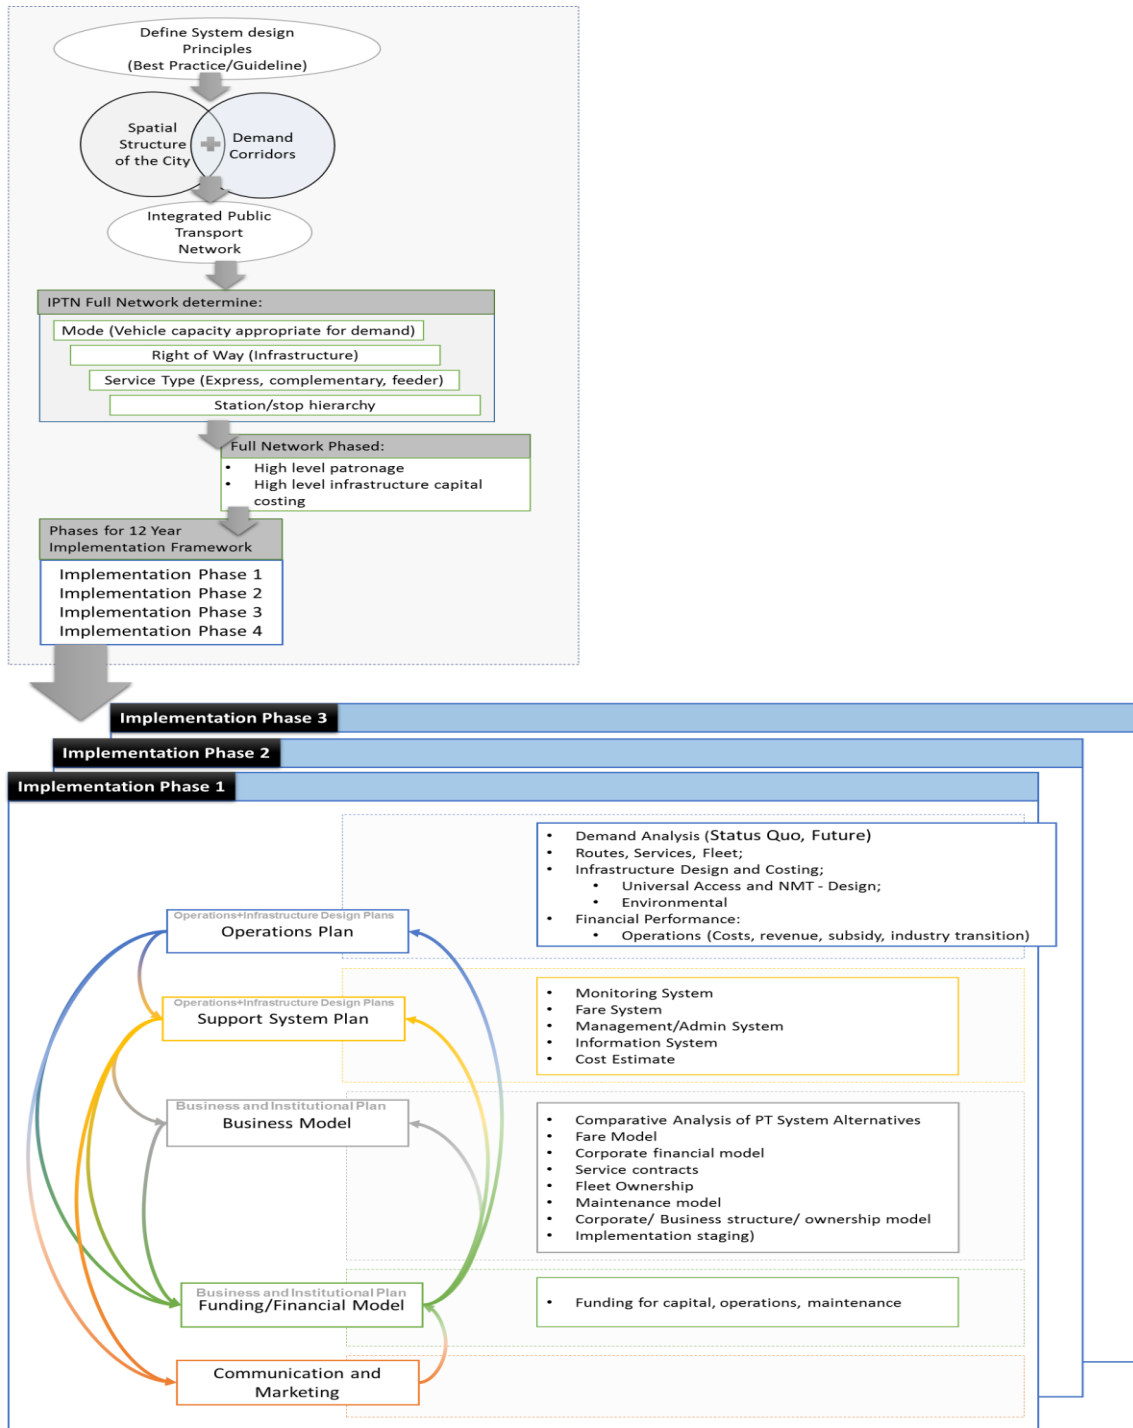 Define System design
Principles
(Best Practice/Guideline)
Spatial
Structure
of the City
Demand
Corridors
Integrated Public
Transport
Network
IPTN Full Network determine:
Mode (Vehicle capacity appropriate for demand)
Right of Way (Infrastructure)
Service Type (Express, complementary, feeder)
Station/stop hierarchy
Full Network Phased:
• High level patronage
• High level infrastructure capital
costing
Phases for 12 Year
Implementation Framework
Implementation Phase 1
Implementation Phase 2
Implementation Phase 3
Implementation Phase 4
Implementation Phase 3
Implementation Phase 2
Implementation Phase 1
• Demand Analysis (Status Quo, Future)
• Routes, Services, Fleet;
• Infrastructure Design and Costing;
• Universal Access and NMT - Design;
• Environmental
• Financial Performance:
• Operations (Costs, revenue, subsidy, industry transition)
Operations+Infrastructure Design Plans
Operations Plan
Operations+Infrastructure Design Plans
Support System Plan
• Monitoring System
• Fare System
• Management/Admin System
• Information System
• Cost Estimate
Business and Institutional Plan
Business Model
• Comparative Analysis of PT System Alternatives
• Fare Model
• Corporate financial model
• Service contracts
• Fleet Ownership
• Maintenance model
• Corporate/ Business structure/ ownership model
• Implementation staging)
Business and Institutional Plan
Funding/Financial Model
• Funding for capital, operations, maintenance
Communication and
Marketing